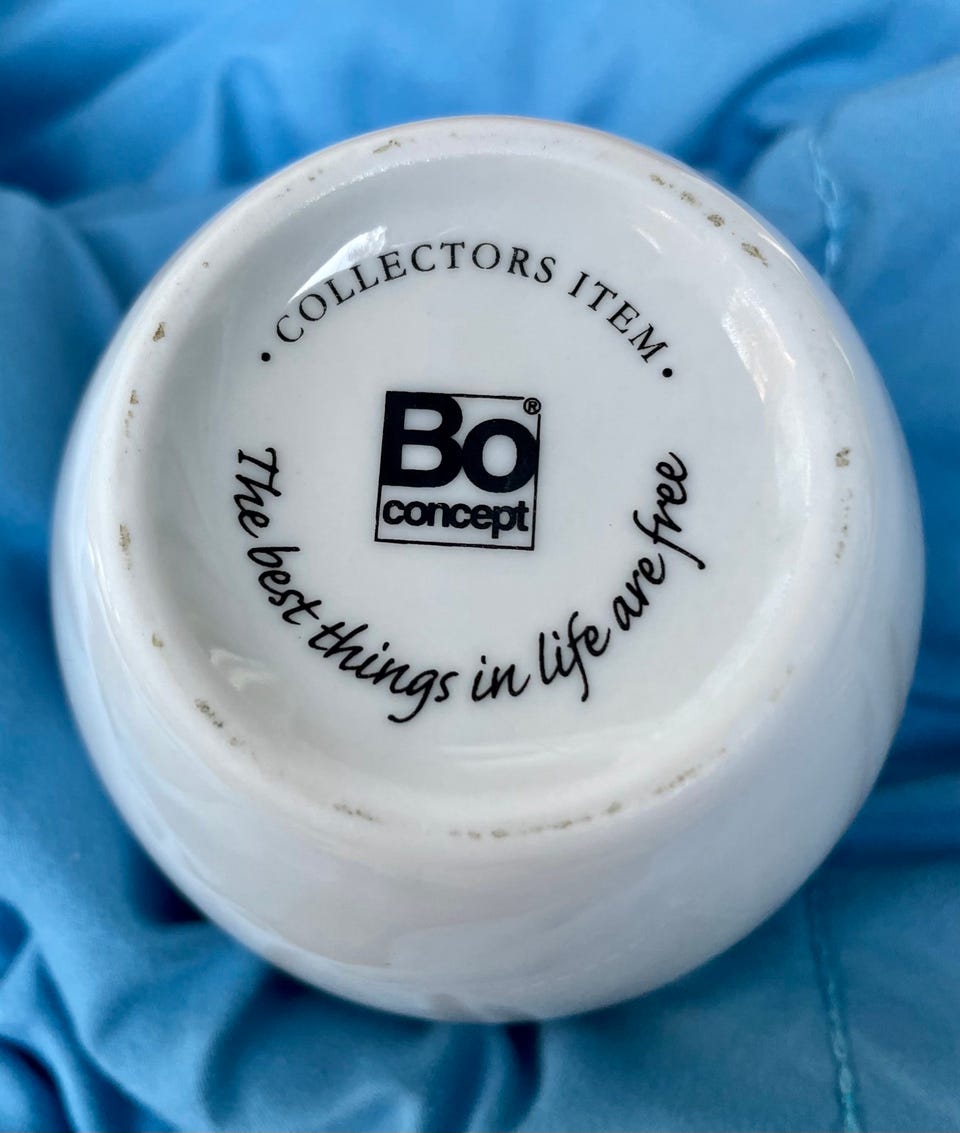 • COLLECTORS ITEM •
Bo®
concept
The best things in life are free